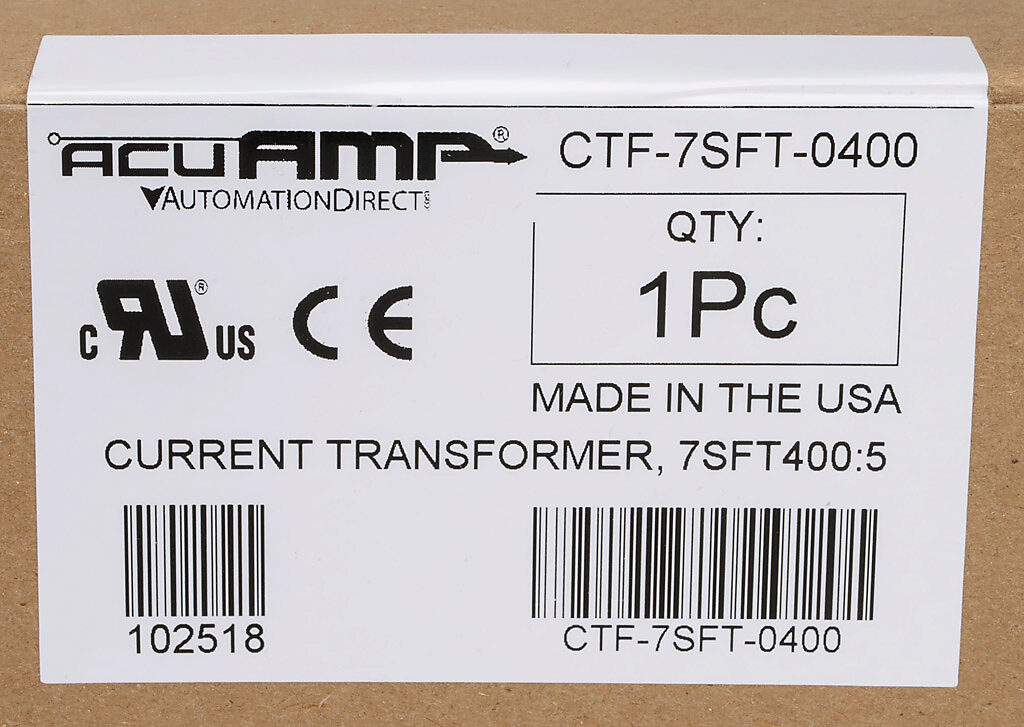 ACUAMP® CTF-7SFT-0400
AUTOMATIONDIRECT
QTY:
1Pc
C RU® US CE
MADE IN THE USA
CURRENT TRANSFORMER, 7SFT400:5
102518
CTF-7SFT-0400